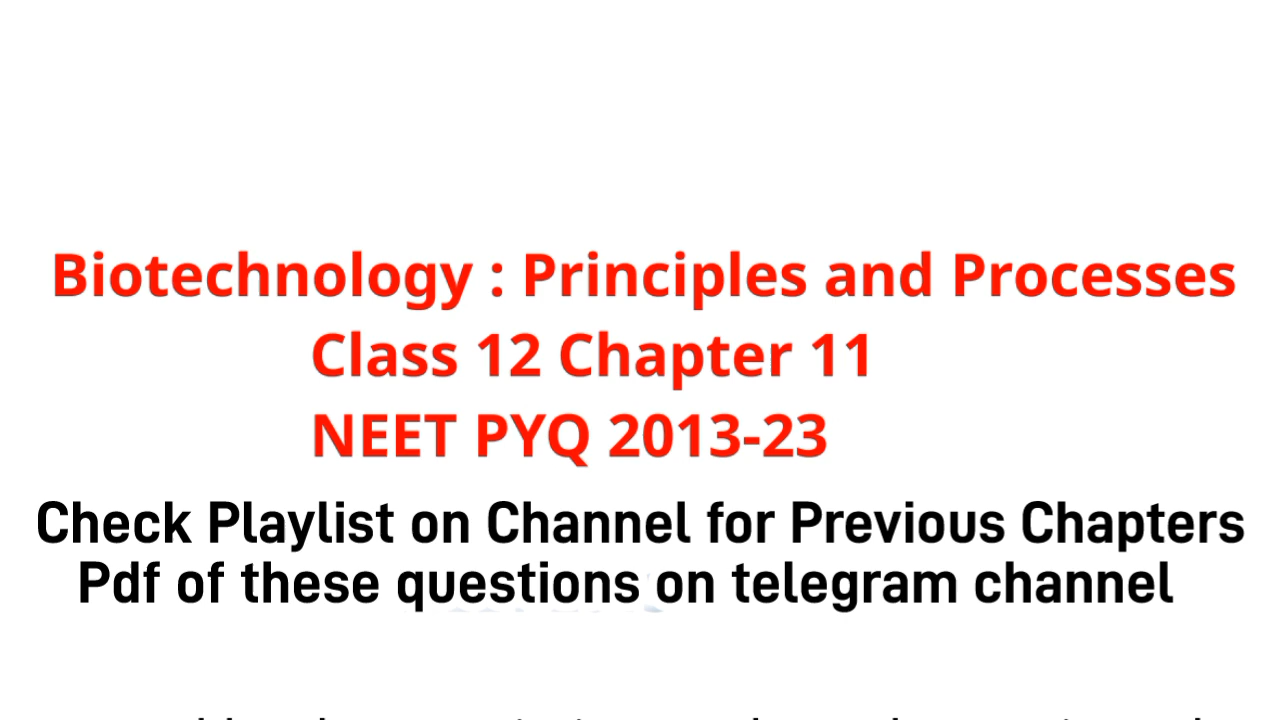 Biotechnology : Principles and Processes
Class 12 Chapter 11
NEET PYQ 2013-23
Check Playlist on Channel for Previous Chapters
Pdf of these questions on telegram channel